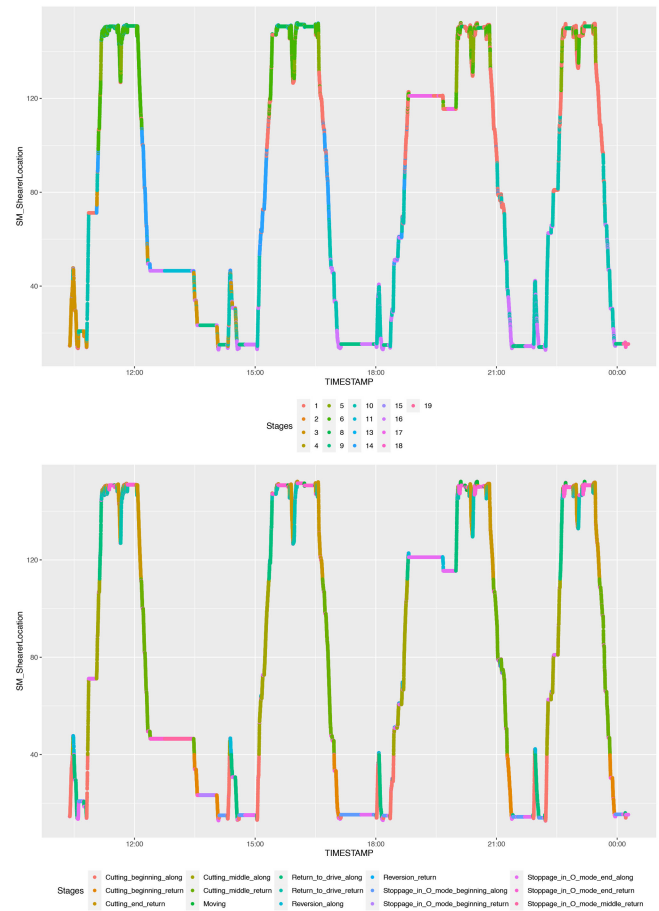 120
80
40
SM_ShearerLocation
12:00 15:00 18:00 21:00 00:00
TIMESTAMP
Stages
1 5 10 15 19
2 6 11 16
3 8 13 17
4 9 14 18
120
80
40
SM_ShearerLocation
12:00 15:00 18:00 21:00 00:00
TIMESTAMP
Stages
Cutting_beginning_along Cutting_middle_along Return_to_drive_along Reversion_return Stoppage_in_O_mode_end_along
Cutting_beginning_return Cutting_middle_return Return_to_drive_return Stoppage_in_O_mode_beginning_along Stoppage_in_O_mode_end_return
Cutting_end_return Moving Reversion_along Stoppage_in_O_mode_beginning_return Stoppage_in_O_mode_middle_return